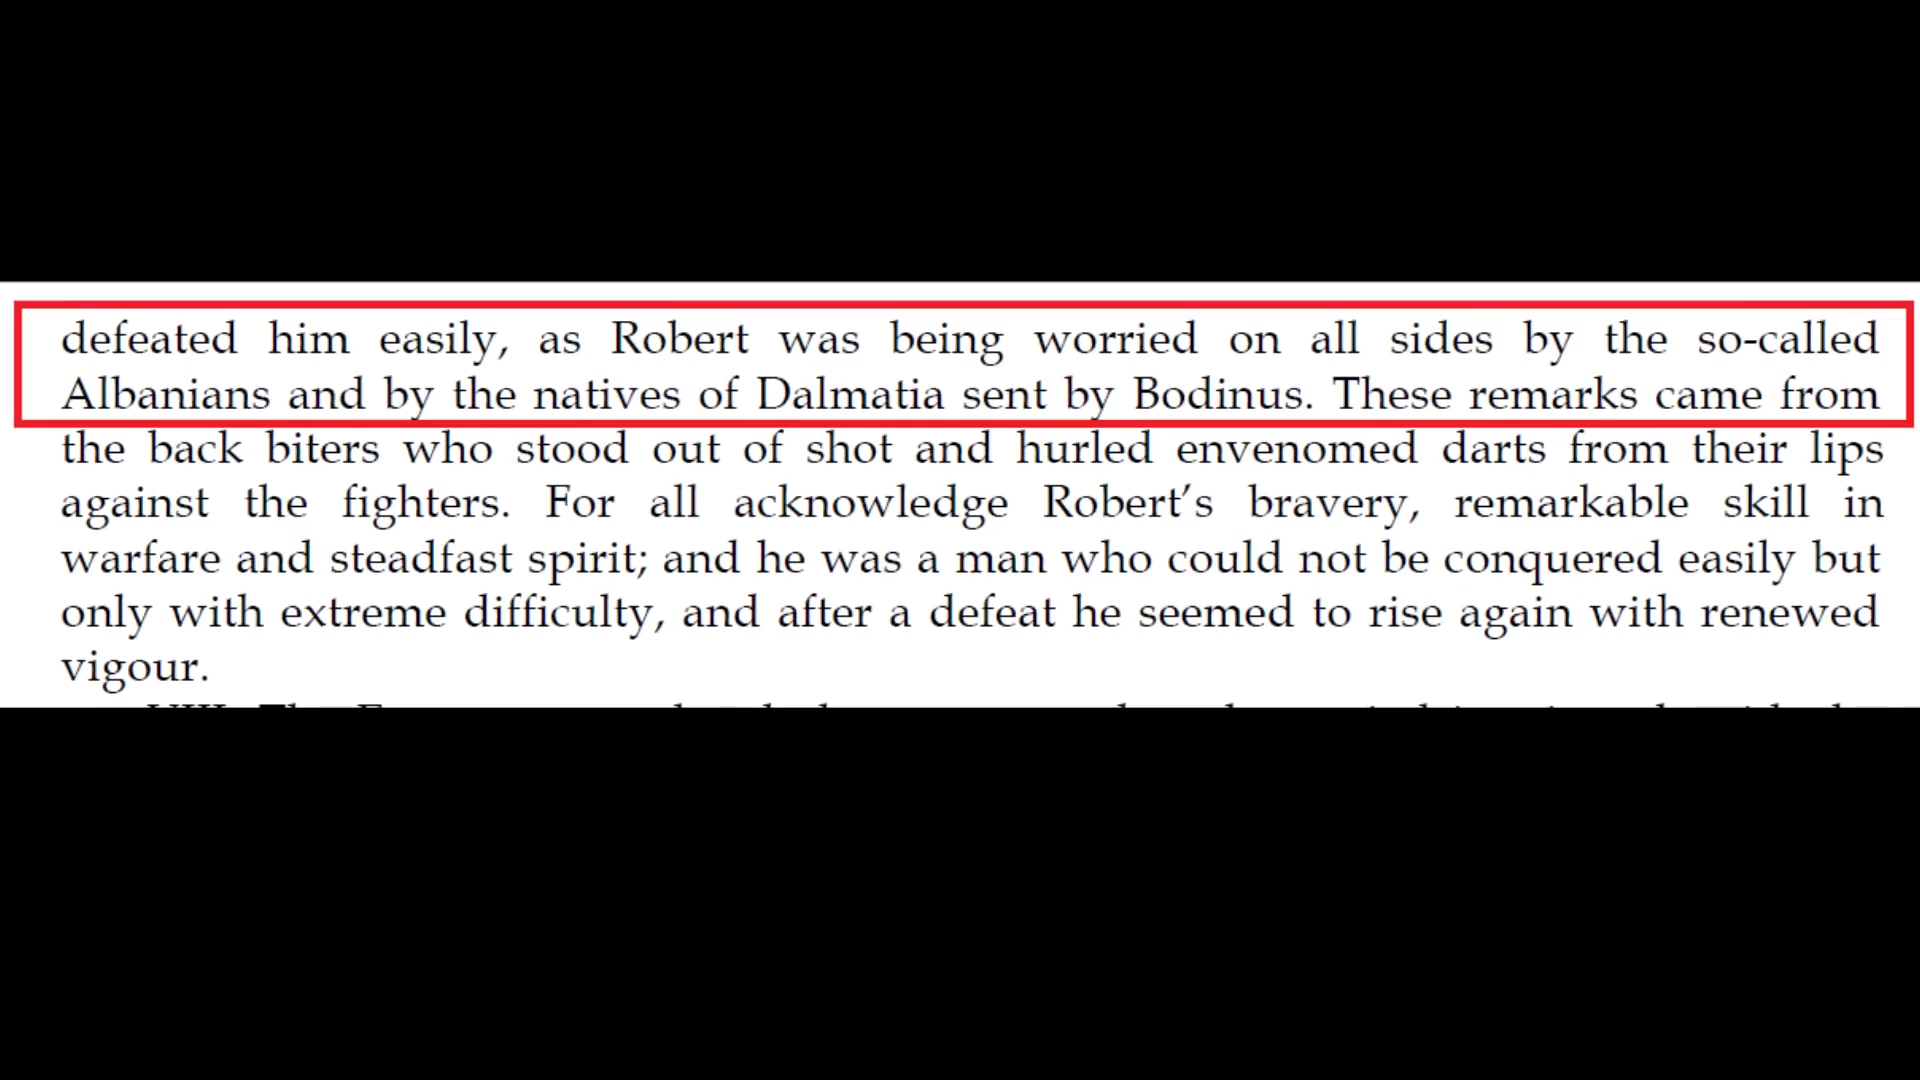 defeated him easily, as Robert was being worried on all sides by the so-called
Albanians and by the natives of Dalmatia sent by Bodinus. These remarks came from
the back biters who stood out of shot and hurled envenomed darts from their lips
against the fighters. For all acknowledge Robert’s bravery, remarkable skill in
warfare and steadfast spirit; and he was a man who could not be conquered easily but
only with extreme difficulty, and after a defeat he seemed to rise again with renewed
vigour.